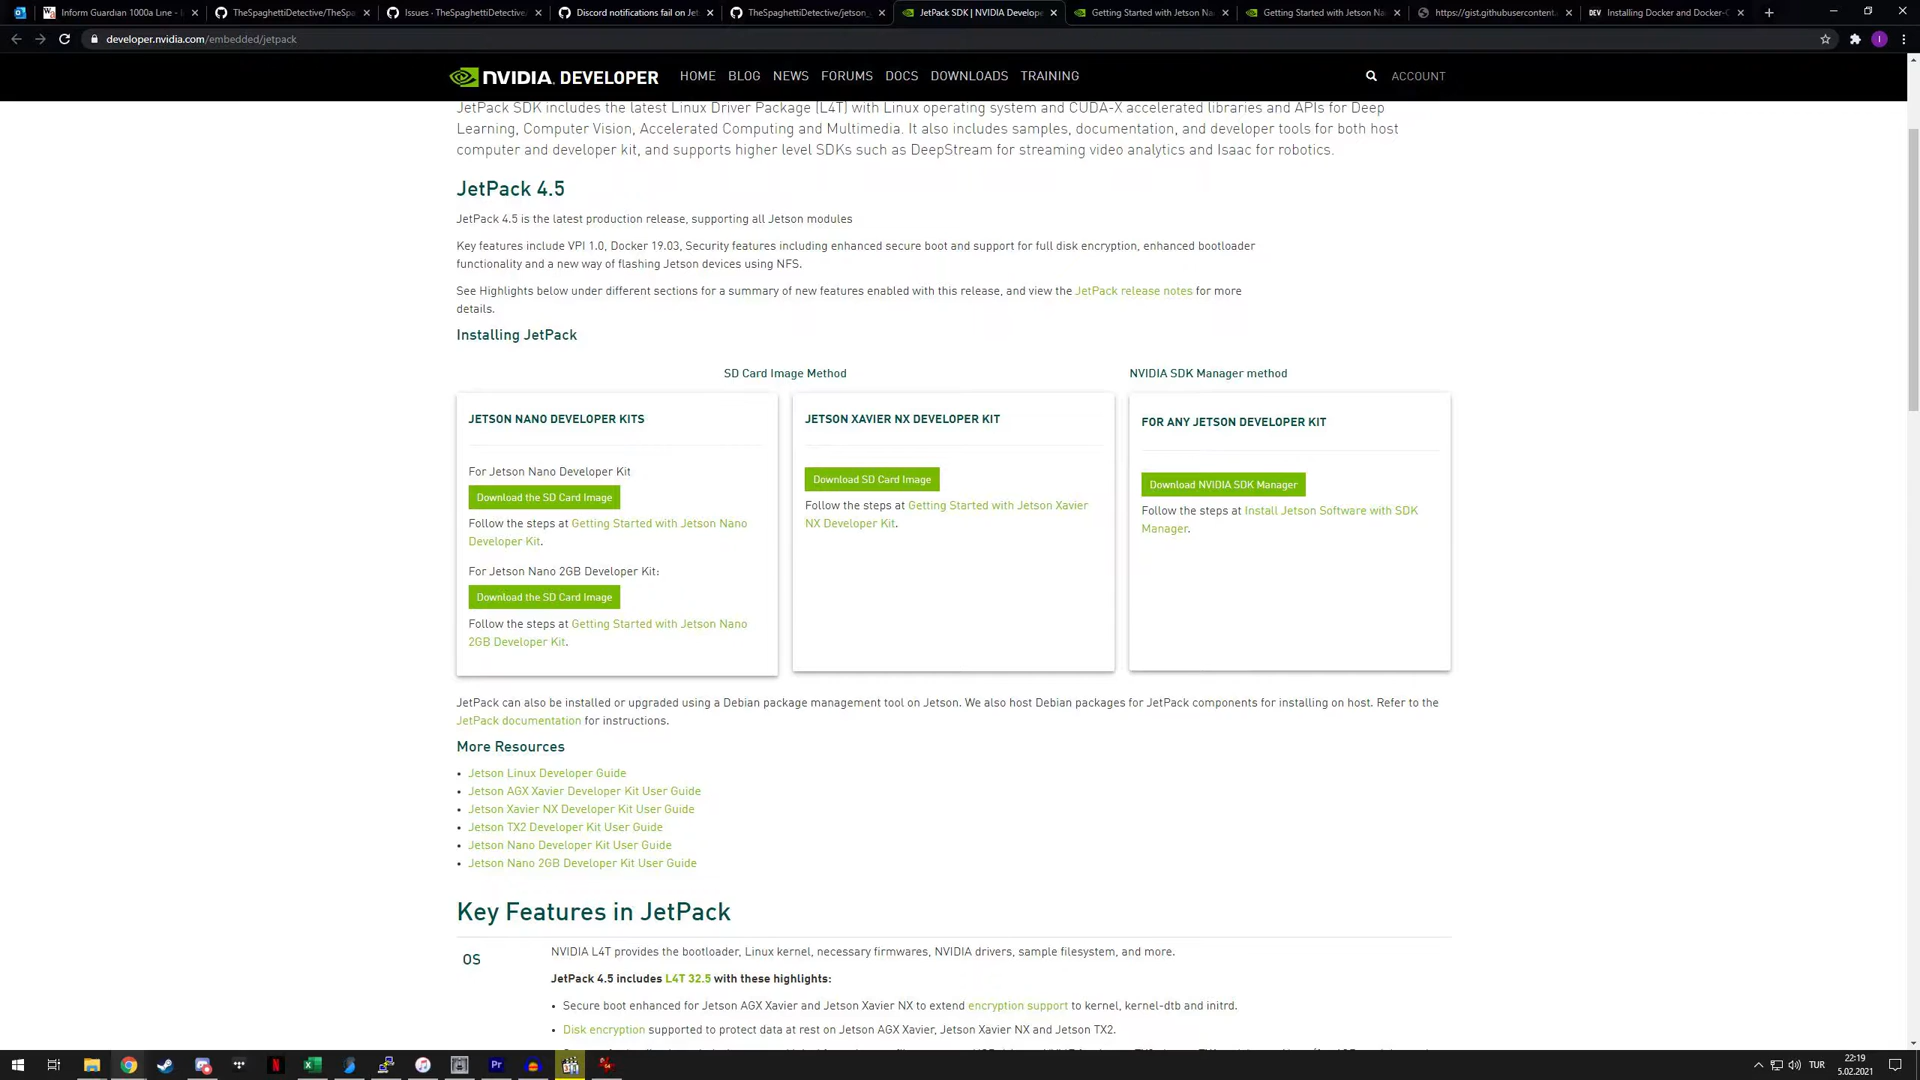 Inform Guardian 1000a Line -
TheSpaghettiDetective/TheSpa
Issues · TheSpaghettiDetective/
Discord notifications fail on Jet
TheSpaghettiDetective/jetson_
JetPack SDK | NVIDIA Develope
Getting Started with Jetson Na
Getting Started with Jetson Na
https://gist.githubusercontent
DEV Installing Docker and Docker-C
developer.nvidia.com/embedded/jetpack
NVIDIA. DEVELOPER HOME BLOG NEWS FORUMS DOCS DOWNLOADS TRAINING ACCOUNT
JetPack SDK includes the latest Linux Driver Package (L4T) with Linux operating system and CUDA-X accelerated libraries and APIs for Deep
Learning, Computer Vision, Accelerated Computing and Multimedia. It also includes samples, documentation, and developer tools for both host
computer and developer kit, and supports higher level SDKs such as DeepStream for streaming video analytics and Isaac for robotics.
JetPack 4.5
JetPack 4.5 is the latest production release, supporting all Jetson modules
Key features include VPI 1.0, Docker 19.03, Security features including enhanced secure boot and support for full disk encryption, enhanced bootloader
functionality and a new way of flashing Jetson devices using NFS.
See Highlights below under different sections for a summary of new features enabled with this release, and view the JetPack release notes for more
details.
Installing JetPack
SD Card Image Method
NVIDIA SDK Manager method
JETSON NANO DEVELOPER KITS
For Jetson Nano Developer Kit
Download the SD Card Image
Follow the steps at Getting Started with Jetson Nano
Developer Kit.
For Jetson Nano 2GB Developer Kit:
Download the SD Card Image
Follow the steps at Getting Started with Jetson Nano
2GB Developer Kit.
JETSON XAVIER NX DEVELOPER KIT
Download SD Card Image
Follow the steps at Getting Started with Jetson Xavier
NX Developer Kit.
FOR ANY JETSON DEVELOPER KIT
Download NVIDIA SDK Manager
Follow the steps at Install Jetson Software with SDK
Manager.
JetPack can also be installed or upgraded using a Debian package management tool on Jetson. We also host Debian packages for JetPack components for installing on host. Refer to the
JetPack documentation for instructions.
More Resources
• Jetson Linux Developer Guide
• Jetson AGX Xavier Developer Kit User Guide
• Jetson Xavier NX Developer Kit User Guide
• Jetson TX2 Developer Kit User Guide
• Jetson Nano Developer Kit User Guide
• Jetson Nano 2GB Developer Kit User Guide
Key Features in JetPack
OS
NVIDIA L4T provides the bootloader, Linux kernel, necessary firmwares, NVIDIA drivers, sample filesystem, and more.
JetPack 4.5 includes L4T 32.5 with these highlights:
• Secure boot enhanced for Jetson AGX Xavier and Jetson Xavier NX to extend encryption support to kernel, kernel-dtb and initrd.
• Disk encryption supported to protect data at rest on Jetson AGX Xavier, Jetson Xavier NX and Jetson TX2.
TUR
22:19
5.02.2021